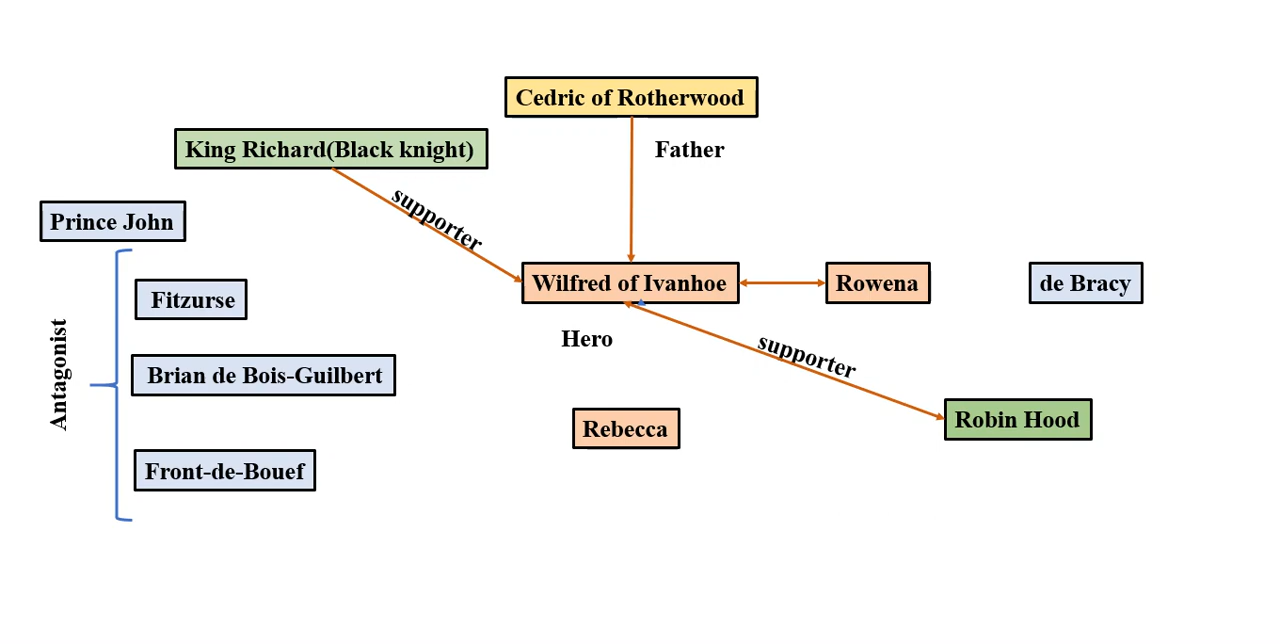 Cedric of Rotherwood
King Richard(Black knight)
Father
supporter
Prince John
Wilfred of Ivanhoe
Rowena
de Bracy
Fitzurse
Hero
supporter
Antagonist
Brian de Bois-Guilbert
Rebecca
Robin Hood
Front-de-Bouef